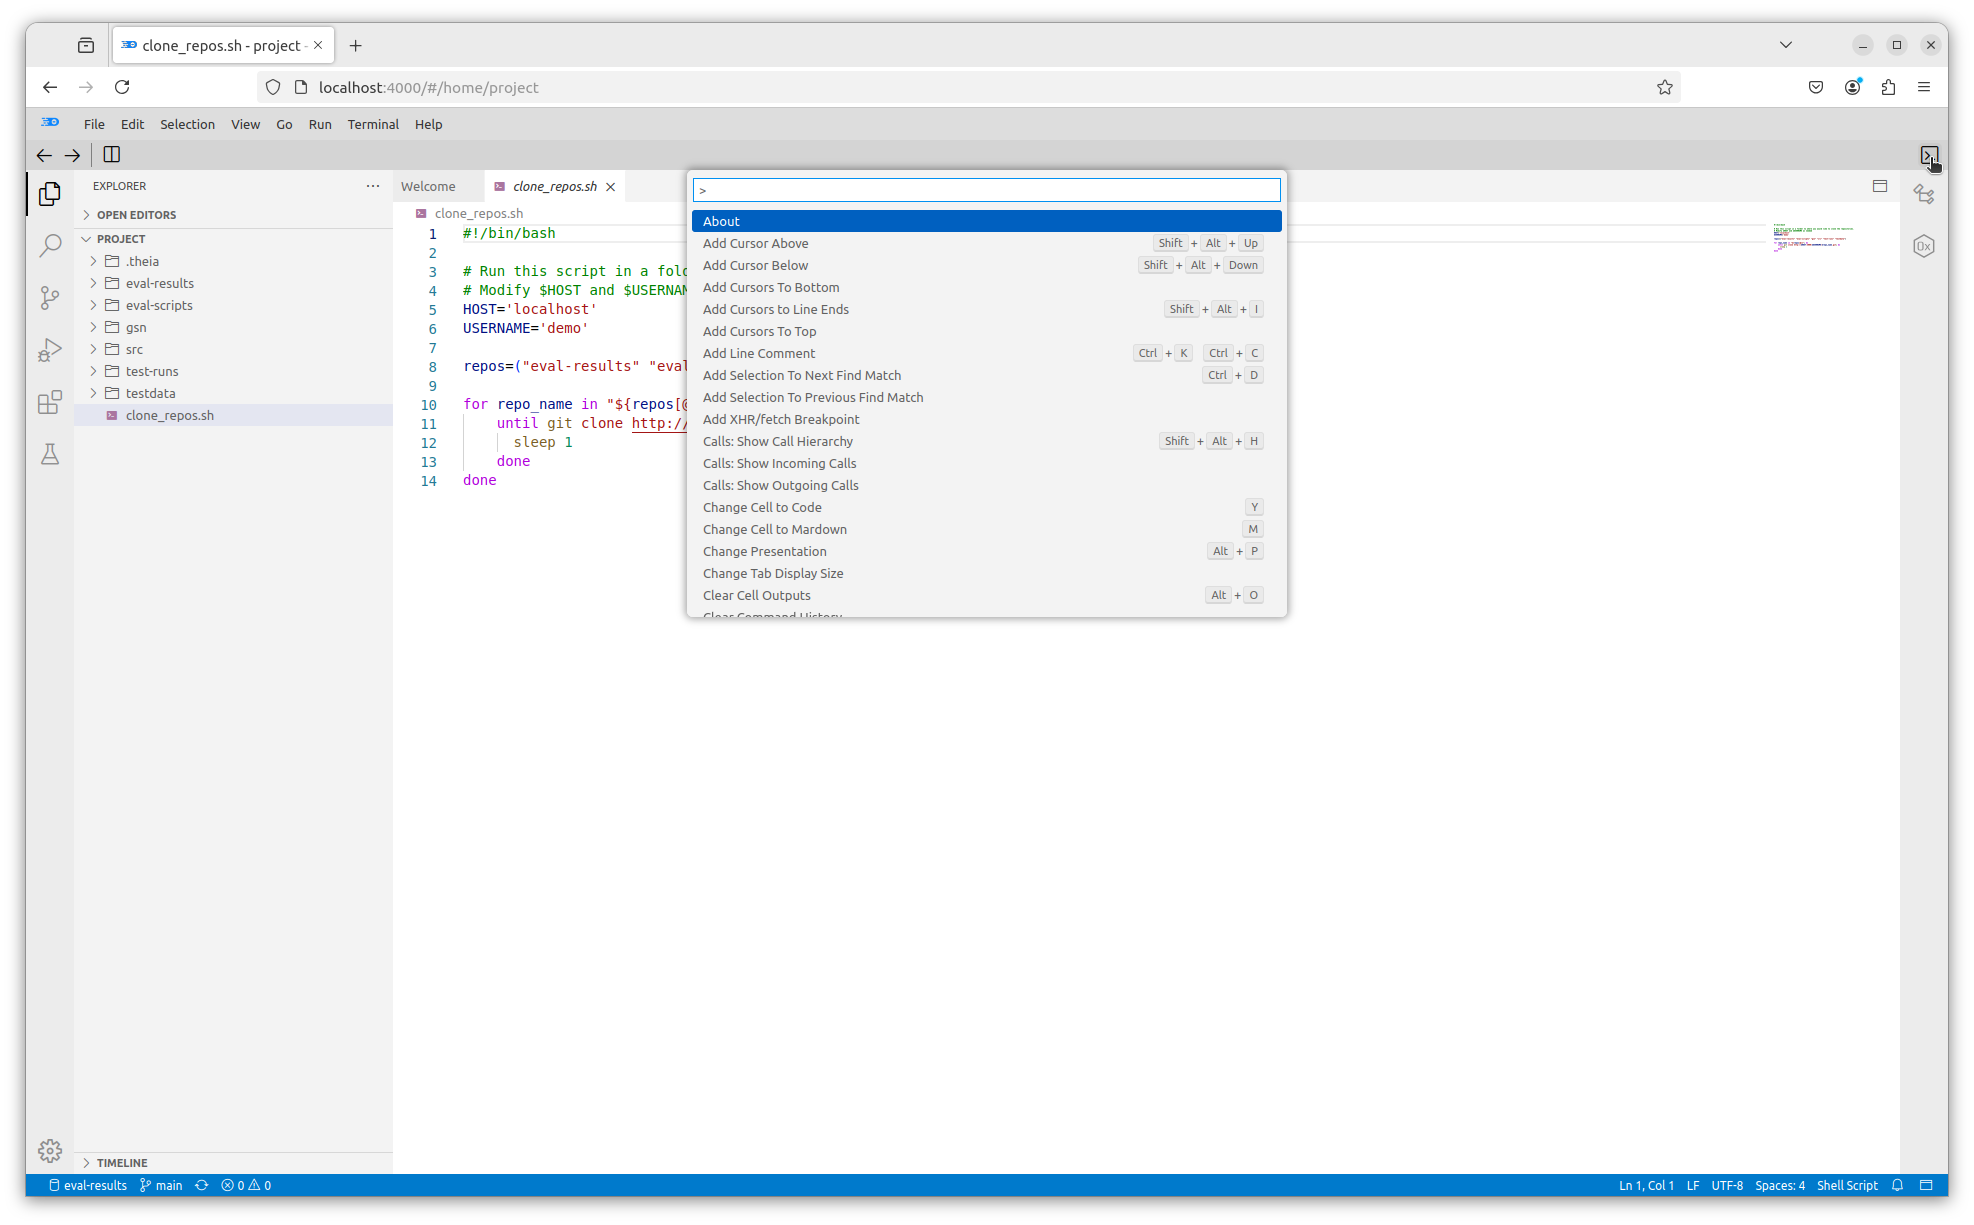 clone_repos.sh - project -
localhost:4000/#/home/project
File Edit Selection View Go Run Terminal Help
EXPLORER
OPEN EDITORS
PROJECT
.theia
eval-results
eval-scripts
gsn
src
test-runs
testdata
clone_repos.sh
TIMELINE
Welcome clone_repos.sh
clone_repos.sh
1 #!/bin/bash
2
3 # Run this script in a fol
4 # Modify $HOST and $USERNA
5 HOST='localhost'
6 USERNAME='demo'
7
8 repos=("eval-results" "eval
9
10 for repo_name in "${repos[@
11 until git clone http://
12 sleep 1
13 done
14 done
>
About
Add Cursor Above Shift + Alt + Up
Add Cursor Below Shift + Alt + Down
Add Cursors To Bottom
Add Cursors to Line Ends Shift + Alt + I
Add Cursors To Top
Add Line Comment Ctrl + K Ctrl + C
Add Selection To Next Find Match Ctrl + D
Add Selection To Previous Find Match
Add XHR/fetch Breakpoint
Calls: Show Call Hierarchy Shift + Alt + H
Calls: Show Incoming Calls
Calls: Show Outgoing Calls
Change Cell to Code Y
Change Cell to Mardown M
Change Presentation Alt + P
Change Tab Display Size
Clear Cell Outputs Alt + O
Clear Command History
0x
eval-results main 0 0
Ln 1, Col 1 LF UTF-8 Spaces: 4 Shell Script